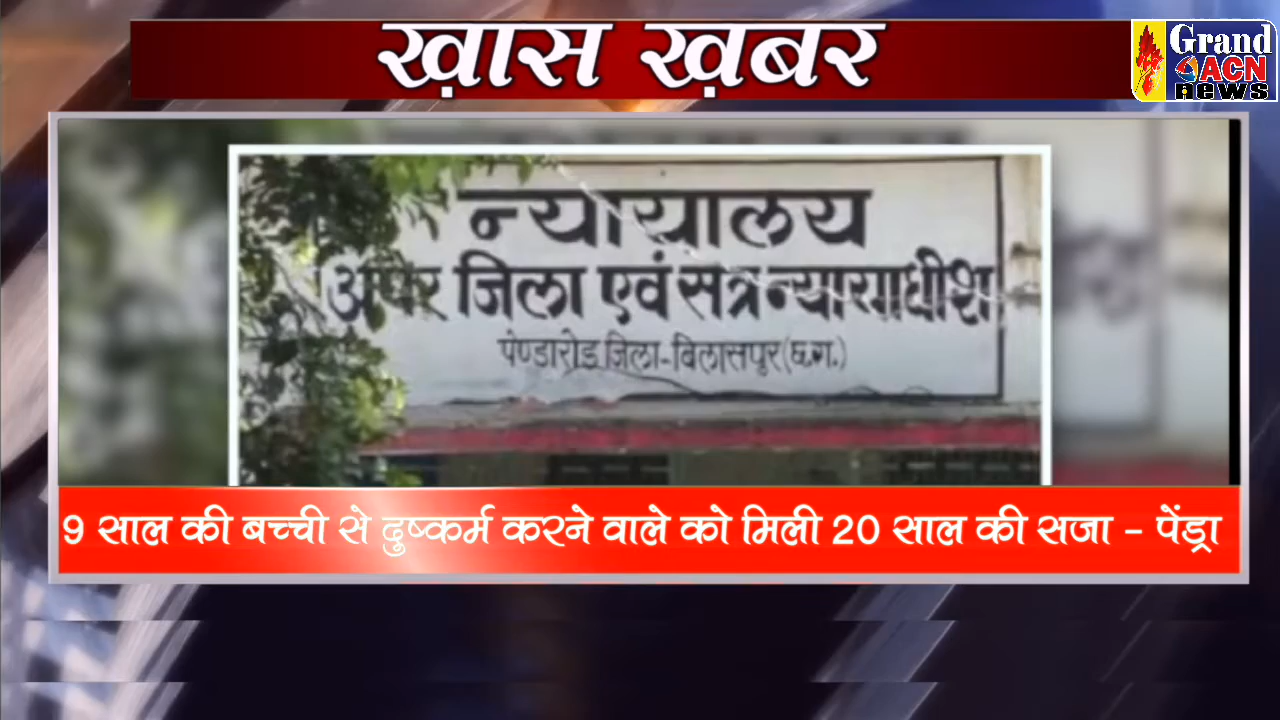 ख़ास ख़बर
Grand
ACN
news
न्यायालय
अपर जिला एवं सत्र न्यायाधीश
पेण्डारोड जिला-बिलासपुर (छ.ग.)
9 साल की बच्ची से दुष्कर्म करने वाले को मिली 20 साल की सजा - पेंड्रा